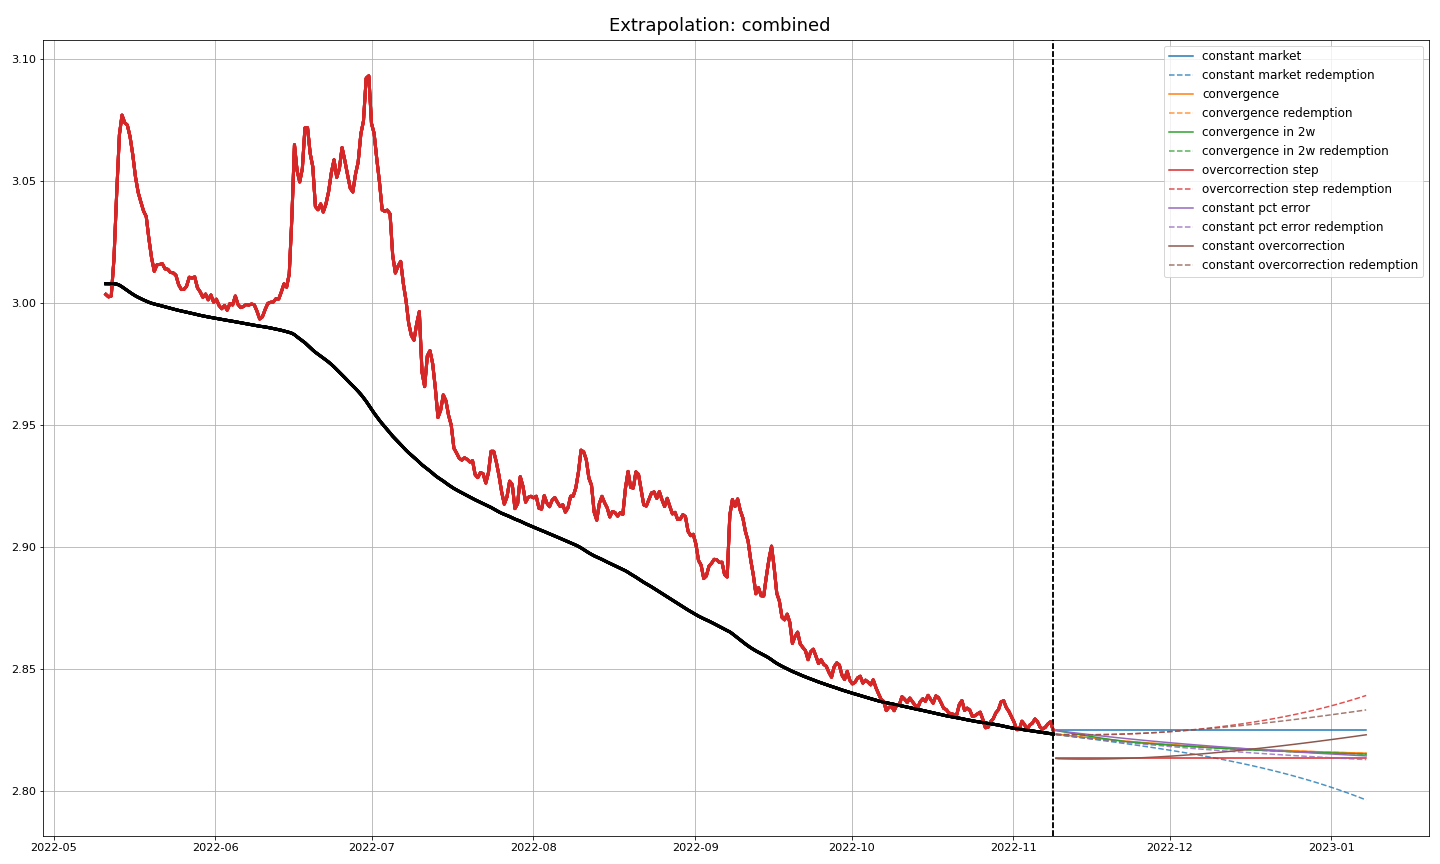 Extrapolation: combined
3.10
3.05
3.00
2.95
2.90
2.85
2.80
constant market
constant market redemption
convergence
convergence redemption
convergence in 2w
convergence in 2w redemption
overcorrection step
overcorrection step redemption
constant pct error
constant pct error redemption
constant overcorrection
constant overcorrection redemption
2022-05 2022-06 2022-07 2022-08 2022-09 2022-10 2022-11 2022-12 2023-01